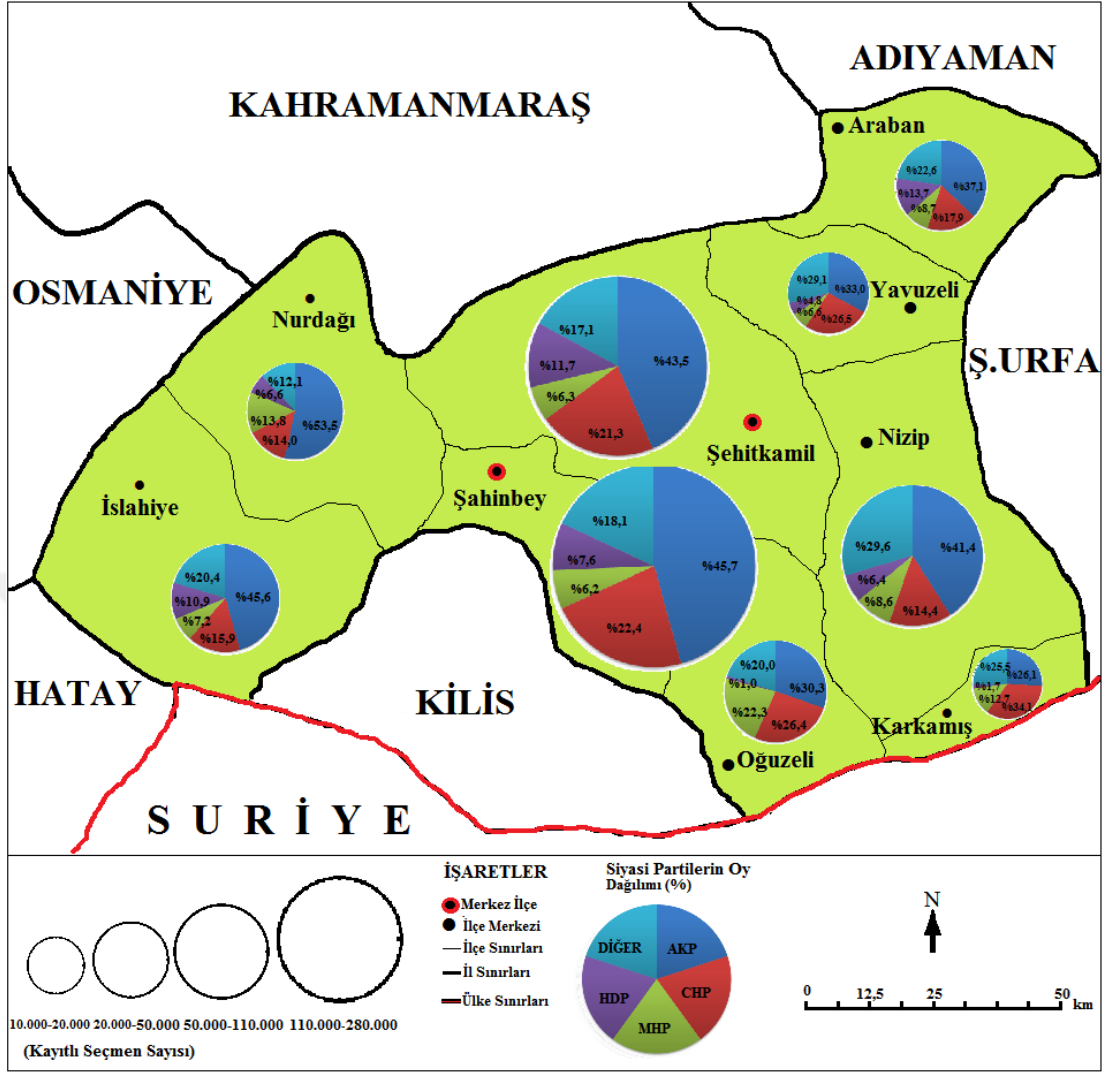 ADIYAMAN
KAHRAMANMARAŞ
Araban
%22,6
%37,1
%13,7
%8,7
%17,9
OSMANİYE
Nurdağı
%29,1
%33,0
%4,8
%6,6
%26,5
Yavuzeli
Ş.URFA
%17,1
%43,5
%11,7
%6,3
%21,3
%12,1
%6,6
%53,5
%13,8
%14,0
Şehitkamil
Nizip
İslahiye
Şahinbey
%18,1
%45,7
%7,6
%6,2
%22,4
%29,6
%41,4
%6,4
%8,6
%14,4
%20,4
%45,6
%10,9
%7,2
%15,9
HATAY
KİLİS
%20,0
%30,3
%1,0
%22,3
%26,4
%25,5
%26,1
%1,7
%12,7
%34,1
Karkamış
Oğuzeli
SURİYE
10.000-20.000 20.000-50.000 50.000-110.000 110.000-280.000
(Kayıtlı Seçmen Sayısı)
İŞARETLER
Merkez İlçe
İlçe Merkezi
İlçe Sınırları
İl Sınırları
Ülke Sınırları
Siyasi Partilerin Oy
Dağılımı (%)
DİĞER
AKP
HDP
CHP
MHP
N
0 12,5 25 50 km